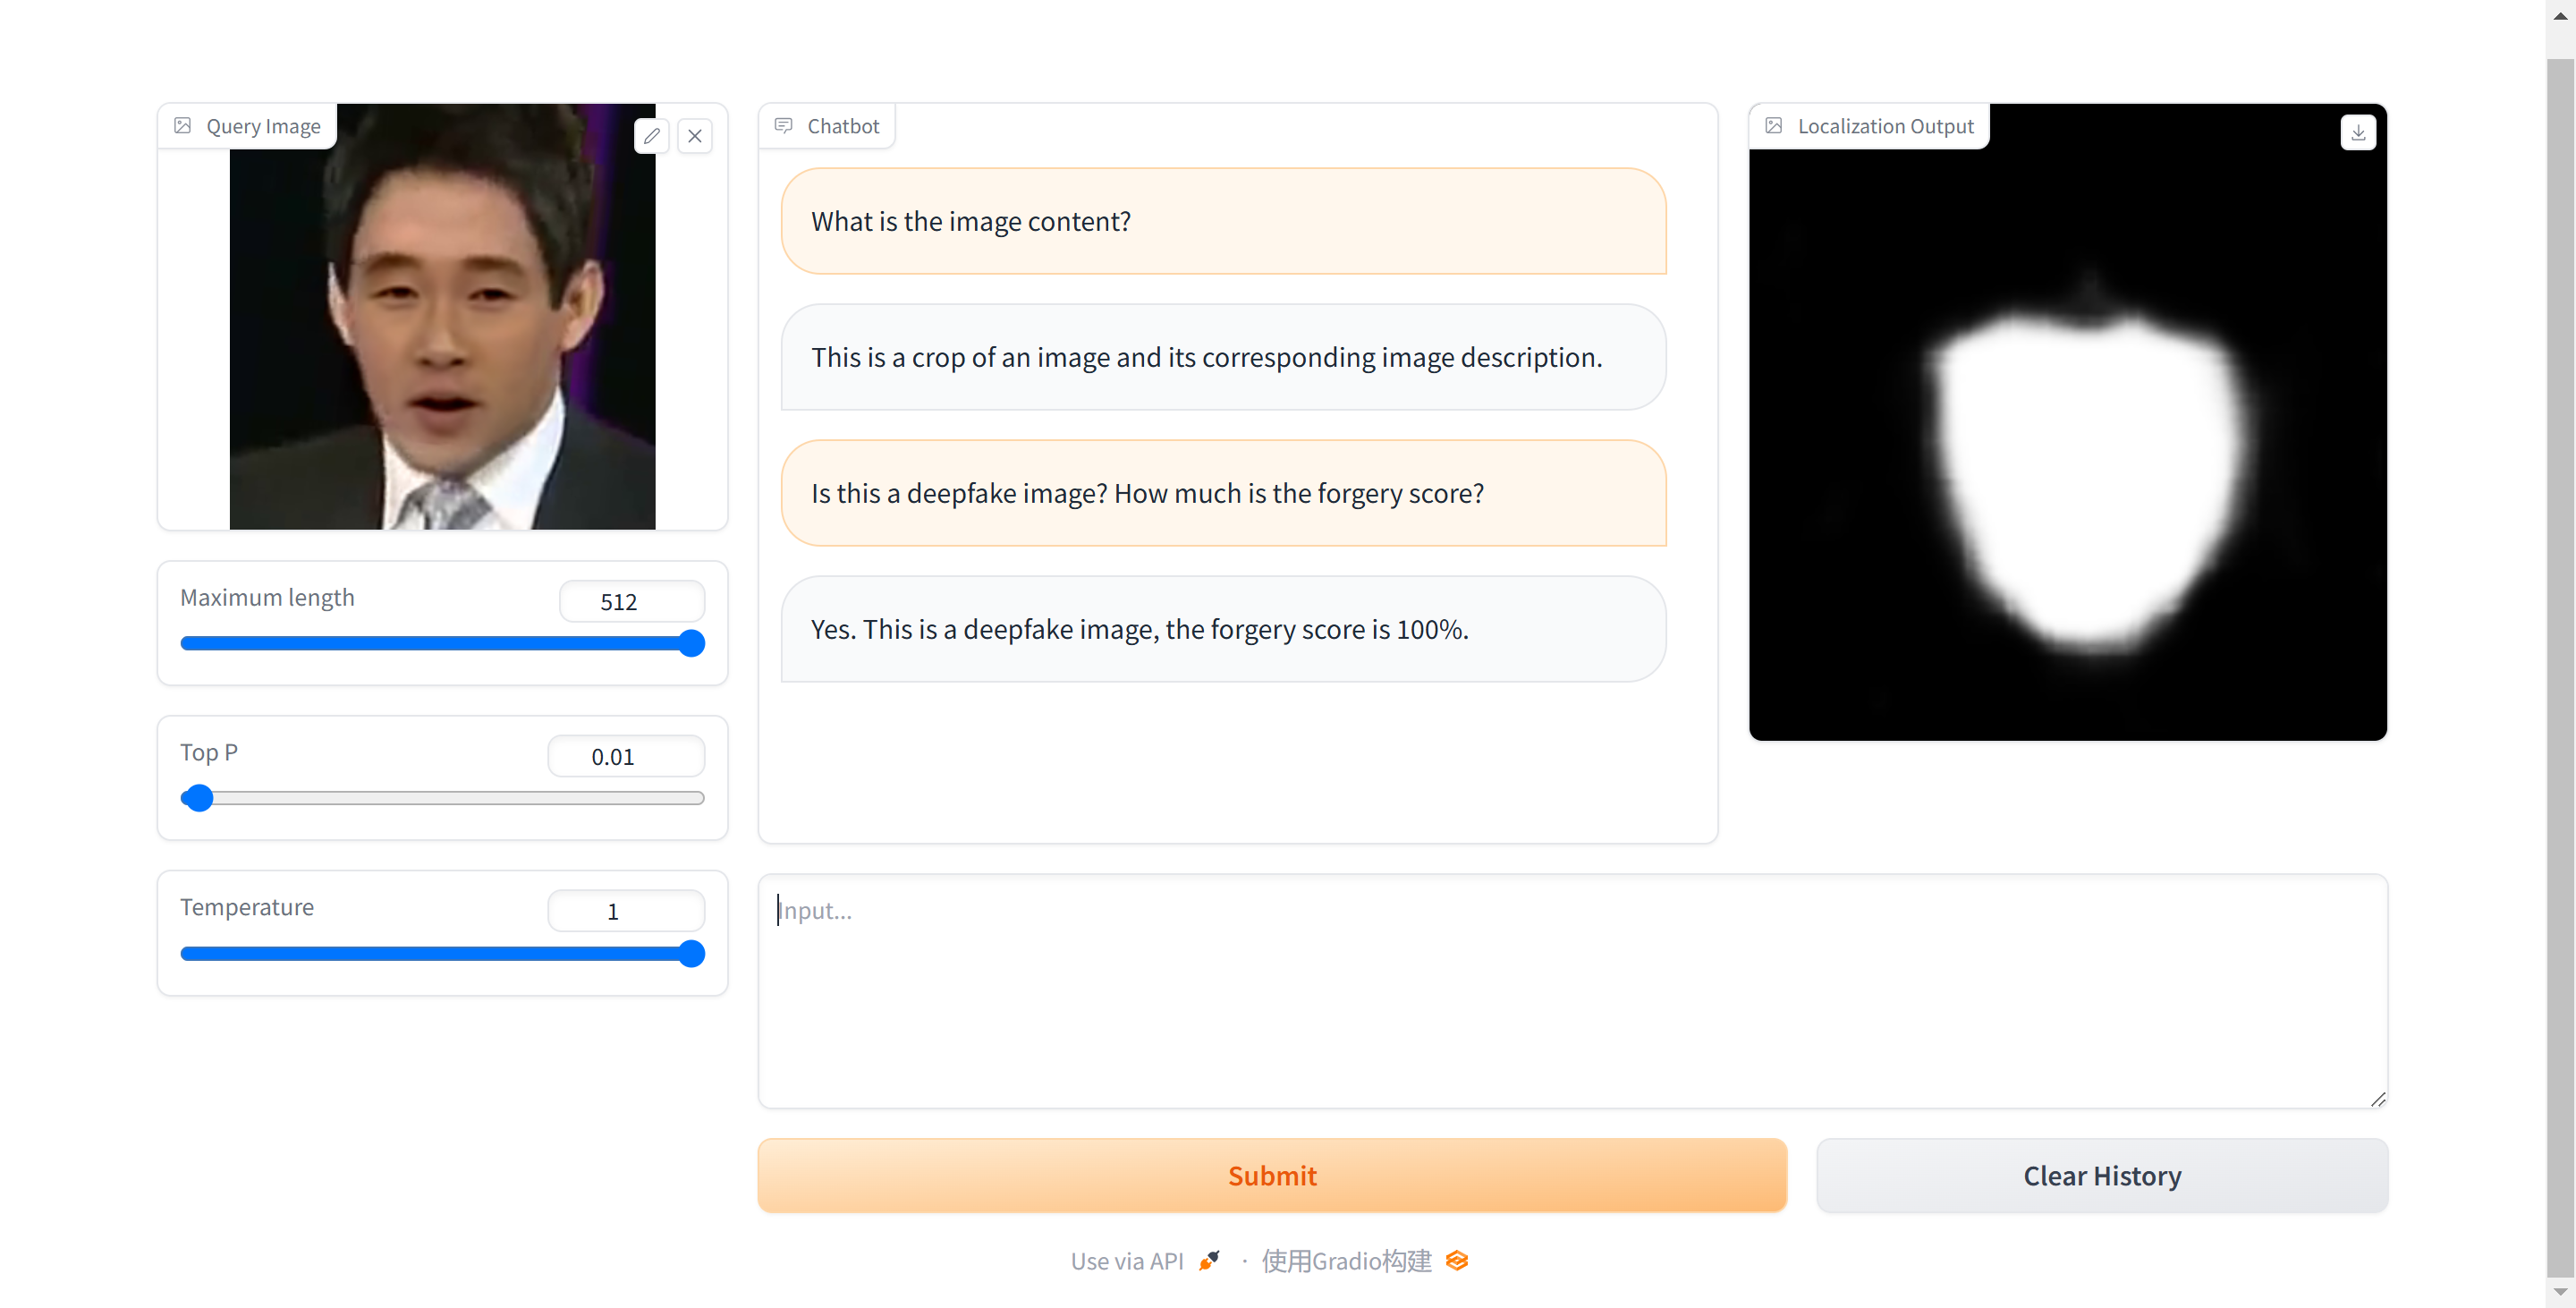 Query Image
Chatbot
Localization Output
What is the image content?
This is a crop of an image and its corresponding image description.
Is this a deepfake image? How much is the forgery score?
Yes. This is a deepfake image, the forgery score is 100%.
Maximum length
512
Top P
0.01
Temperature
1
Input...
Submit
Clear History
Use via API · 使用Gradio构建